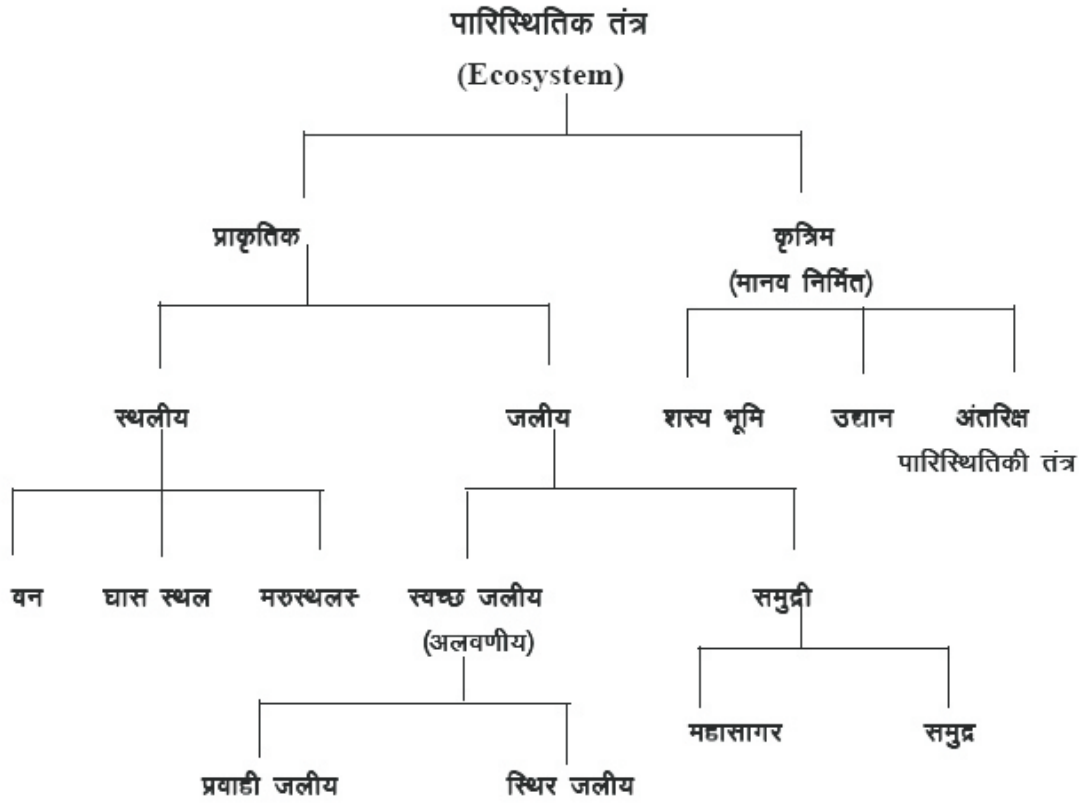 पारिस्थितिक तंत्र
(Ecosystem)
प्राकृतिक
कृत्रिम
(मानव निर्मित)
स्थलीय
जलीय
शस्य भूमि
उद्यान
अंतरिक्ष
पारिस्थितिकी तंत्र
वन
घास स्थल
मरुस्थलस्
स्वच्छ जलीय
(अलवणीय)
समुद्री
महासागर
समुद्र
प्रवाडी जलीय
स्थिर जलीय